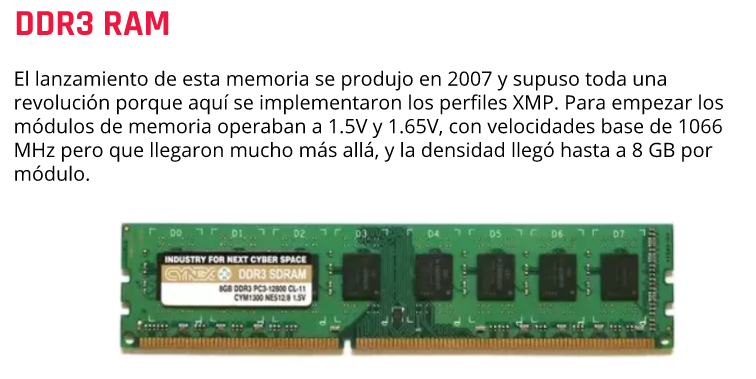 DDR3 RAM
El lanzamiento de esta memoria se produjo en 2007 y supuso toda una
revolución porque aquí se implementaron los perfiles XMP. Para empezar los
módulos de memoria operaban a 1.5V y 1.65V, con velocidades base de 1066
MHz pero que llegaron mucho más allá, y la densidad llegó hasta a 8 GB por
módulo.
D0 D1 D2 D3 D4 D5 D6 D7
INDUSTRY FOR NEXT CYBER SPACE
CYNEX DDR3 SDRAM
8GB DDR3 PC3-12800 CL-11
CYM1300 NE512/8 1.5V